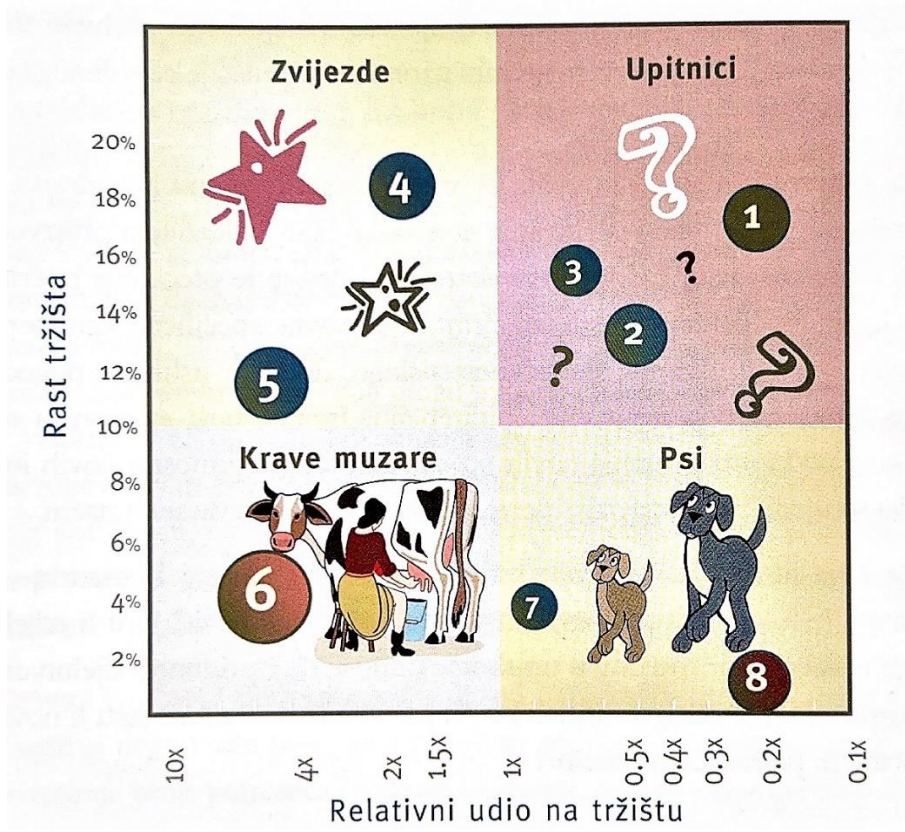 Zvijezde
Upitnici
20%
18%
16%
14%
12%
10%
8%
6%
4%
2%
Rast tržišta
4
1
3
2
5
Krave muzare
Psi
6
7
8
?
?
?
?
10x
4x
2x
1.5x
1x
0.5x
0.4x
0.3x
0.2x
0.1x
Relativni udio na tržištu